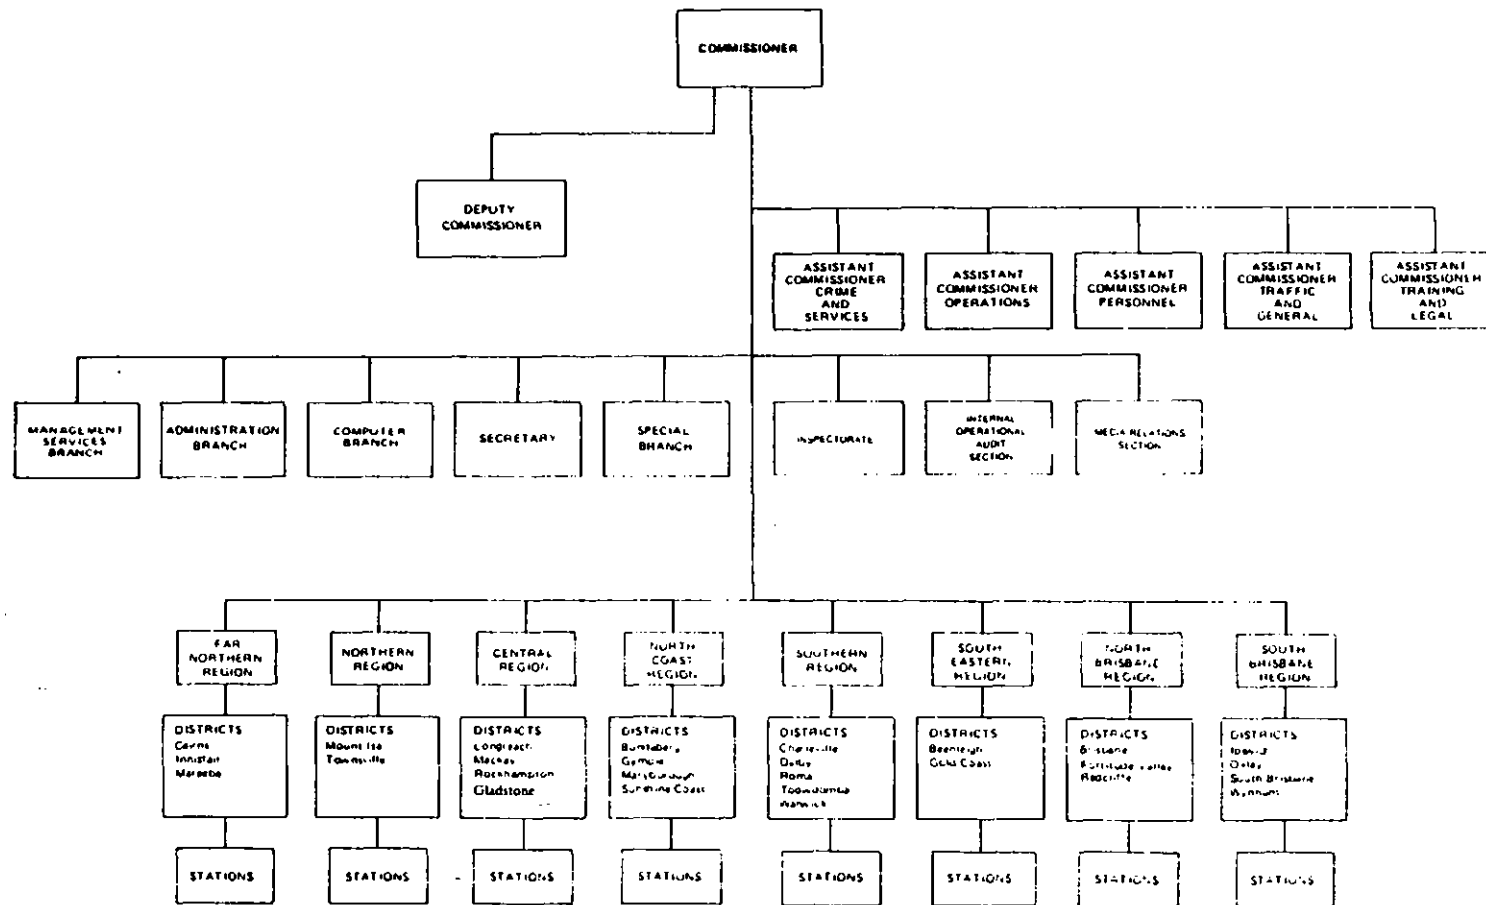 COMMISSIONER
DEPUTY
COMMISSIONER
ASSISTANT
COMMISSIONER
CRIME
AND
SERVICES
ASSISTANT
COMMISSIONER
OPERATIONS
ASSISTANT
COMMISSIONER
PERSONNEL
ASSISTANT
COMMISSIONER
TRAFFIC
AND
GENERAL
ASSISTANT
COMMISSIONER
TRAINING
AND
LEGAL
MANAGEMENT
SERVICES
BRANCH
ADMINISTRATION
BRANCH
COMPUTER
BRANCH
SECRETARY
SPECIAL
BRANCH
INSPECTORATE
INTERNAL
OPERATIONAL
AUDIT
SECTION
MEDIA RELATIONS
SECTION
FAR
NORTHERN
REGION
NORTHERN
REGION
CENTRAL
REGION
NORTH
COAST
REGION
SOUTHERN
REGION
SOUTH
EASTERN
REGION
NORTH
BRISBANE
REGION
SOUTH
BRISBANE
REGION
DISTRICTS
Cairns
Innisfail
Mareeba
DISTRICTS
Mount Isa
Townsville
DISTRICTS
Longreach
Mackay
Rockhampton
Gladstone
DISTRICTS
Bundaberg
Gympie
Maryborough
Sunshine Coast
DISTRICTS
Charleville
Dalby
Roma
Toowoomba
Warwick
DISTRICTS
Beenleigh
Gold Coast
DISTRICTS
Brisbane
Fortitude Valley
Redcliffe
DISTRICTS
Ipswich
Oxley
South Brisbane
Wynnum
STATIONS
STATIONS
STATIONS
STATIONS
STATIONS
STATIONS
STATIONS
STATIONS